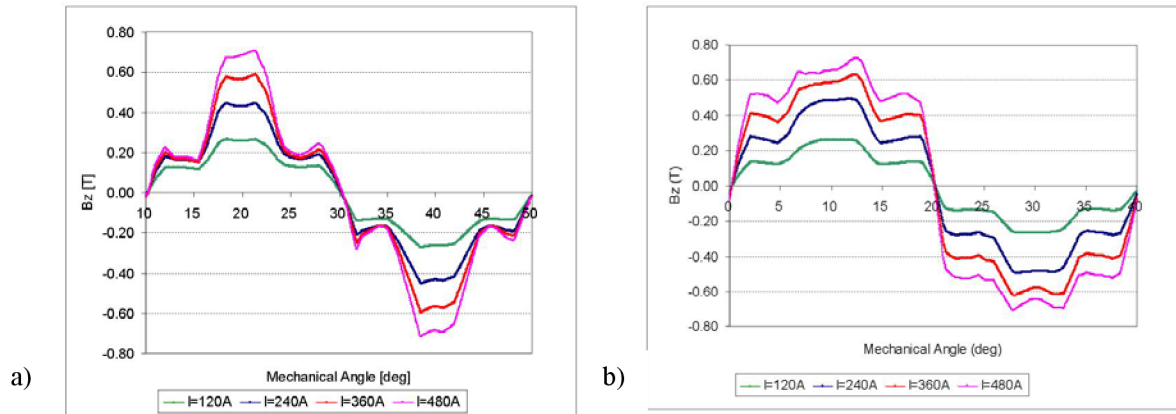 0.80
0.60
0.40
0.20
0.00
-0.20
-0.40
-0.60
-0.80
Bz [T]
10 15 20 25 30 35 40 45 50
Mechanical Angle [deg]
I=120A I=240A I=360A I=480A
a)
0.80
0.60
0.40
0.20
0.00
-0.20
-0.40
-0.60
-0.80
Bz (T)
0 5 10 15 20 25 30 35 40
Mechanical Angle (deg)
I=120A I=240A I=360A I=480A
b)